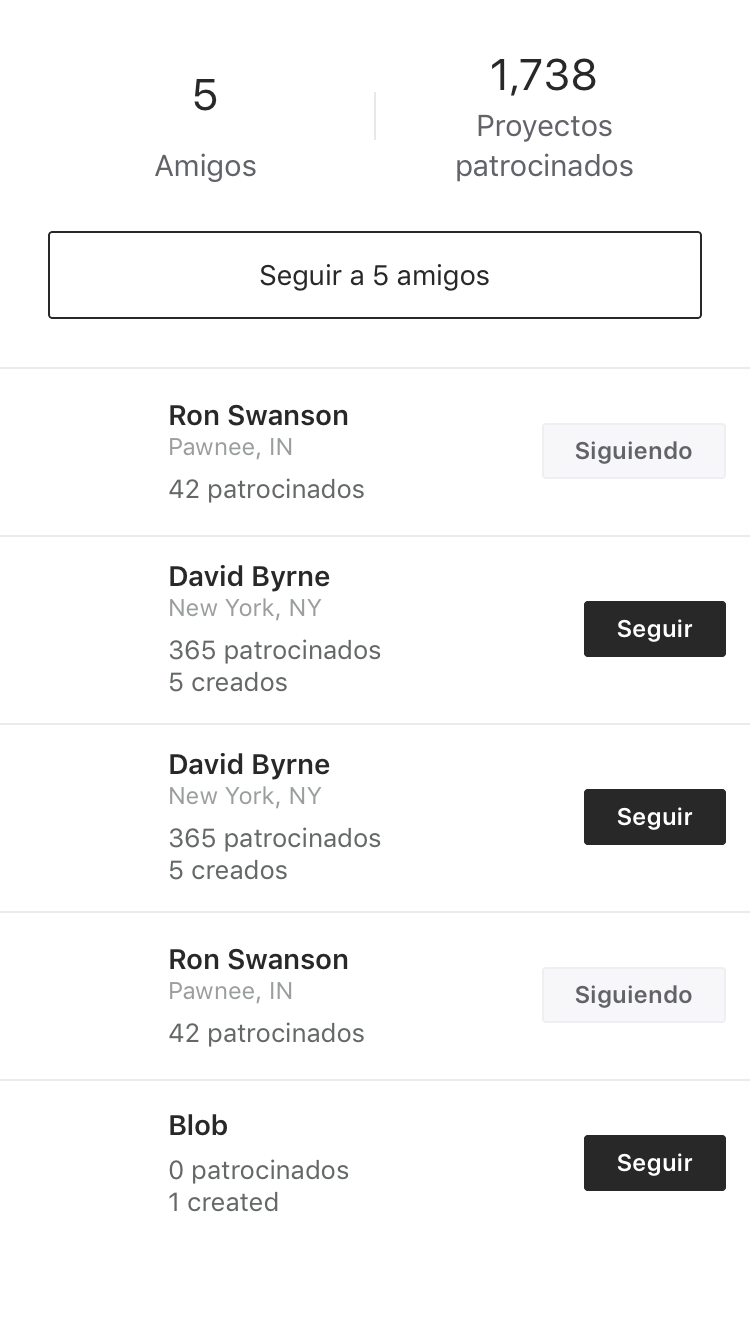 5
Amigos
1,738
Proyectos
patrocinados
Seguir a 5 amigos
Ron Swanson
Pawnee, IN
42 patrocinados
Siguiendo
David Byrne
New York, NY
365 patrocinados
5 creados
Seguir
David Byrne
New York, NY
365 patrocinados
5 creados
Seguir
Ron Swanson
Pawnee, IN
42 patrocinados
Siguiendo
Blob
0 patrocinados
1 created
Seguir